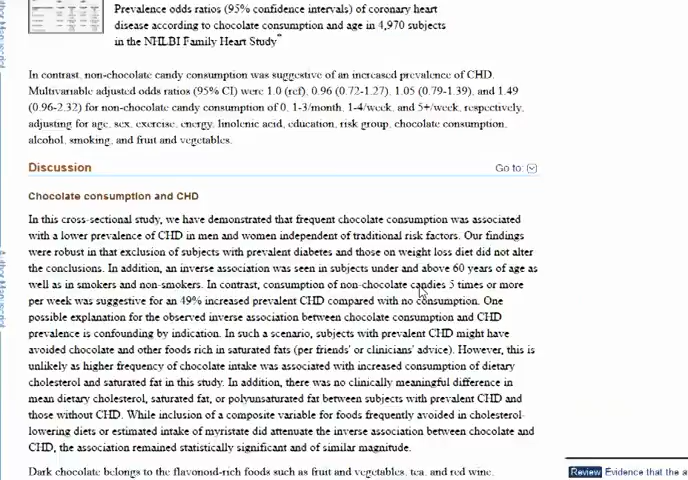 Prevalence odds ratios (95% confidence intervals) of coronary heart
disease according to chocolate consumption and age in 4,970 subjects
in the NHLBI Family Heart Study*
In contrast, non-chocolate candy consumption was suggestive of an increased prevalence of CHD.
Multivariable adjusted odds ratios (95% CI) were 1.0 (ref), 0.96 (0.72-1.27), 1.05 (0.79-1.39), and 1.49
(0.96-2.32) for non-chocolate candy consumption of 0, 1-3/month, 1-4/week, and 5+/week, respectively,
adjusting for age, sex, exercise, energy, linolenic acid, education, risk group, chocolate consumption,
alcohol, smoking, and fruit and vegetables.
Discussion
Go to:
Chocolate consumption and CHD
In this cross-sectional study, we have demonstrated that frequent chocolate consumption was associated
with a lower prevalence of CHD in men and women independent of traditional risk factors. Our findings
were robust in that exclusion of subjects with prevalent diabetes and those on weight loss diet did not alter
the conclusions. In addition, an inverse association was seen in subjects under and above 60 years of age as
well as in smokers and non-smokers. In contrast, consumption of non-chocolate candies 5 times or more
per week was suggestive for an 49% increased prevalent CHD compared with no consumption. One
possible explanation for the observed inverse association between chocolate consumption and CHD
prevalence is confounding by indication. In such a scenario, subjects with prevalent CHD might have
avoided chocolate and other foods rich in saturated fats (per friends' or clinicians' advice). However, this is
unlikely as higher frequency of chocolate intake was associated with increased consumption of dietary
cholesterol and saturated fat in this study. In addition, there was no clinically meaningful difference in
mean dietary cholesterol, saturated fat, or polyunsaturated fat between subjects with prevalent CHD and
those without CHD. While inclusion of a composite variable for foods frequently avoided in cholesterol-
lowering diets or estimated intake of myristate did attenuate the inverse association between chocolate and
CHD, the association remained statistically significant and of similar magnitude.
Dark chocolate belongs to the flavonoid-rich foods such as fruit and vegetables, tea, and red wine.
Review Evidence that the a
Author Manuscript
Author Manuscript